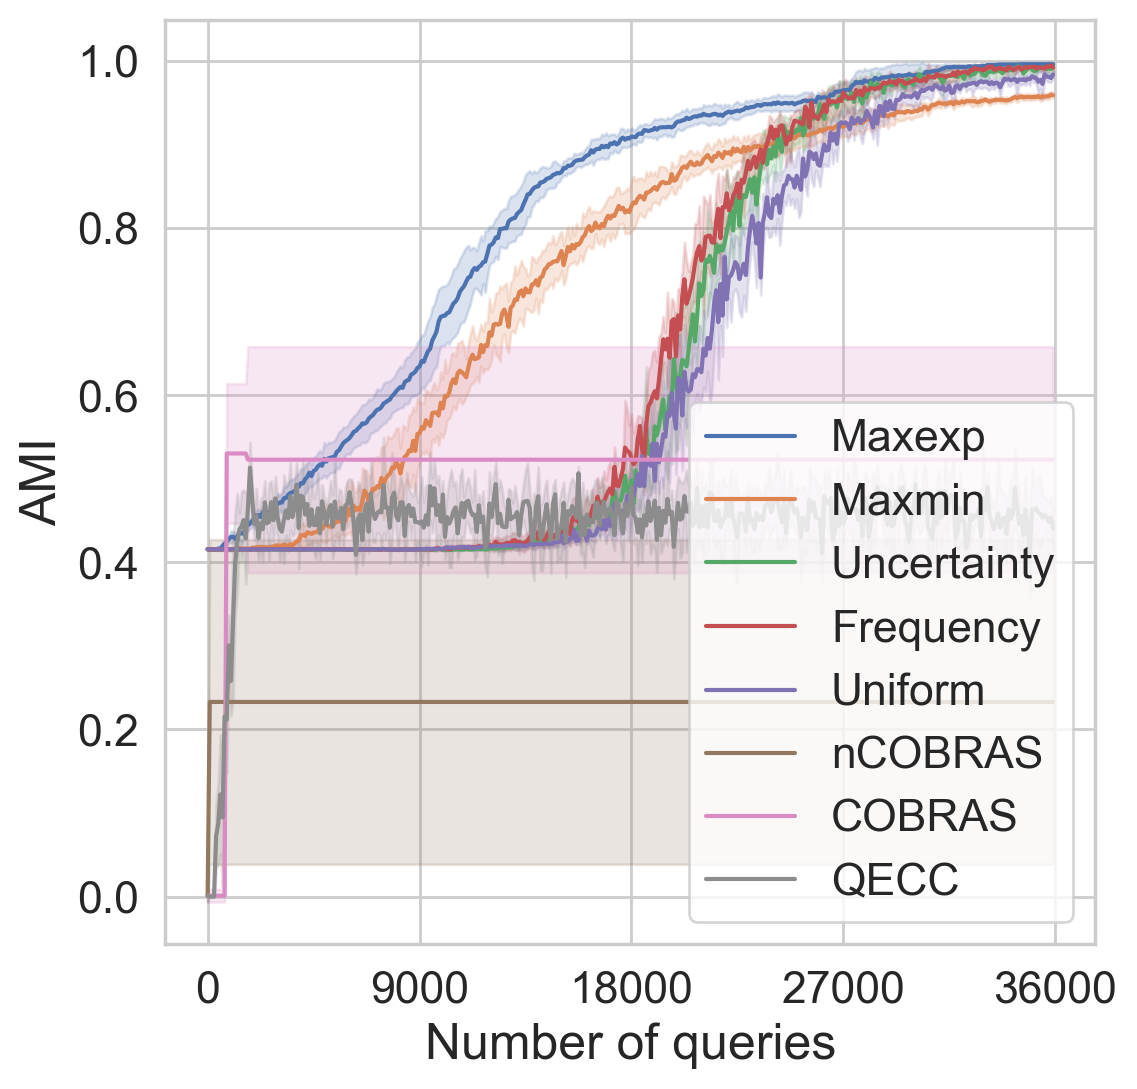 AMI
1.0
0.8
0.6
0.4
0.2
0.0
Maxexp
Maxmin
Uncertainty
Frequency
Uniform
nCOBRAS
COBRAS
QECC
0 9000 18000 27000 36000
Number of queries